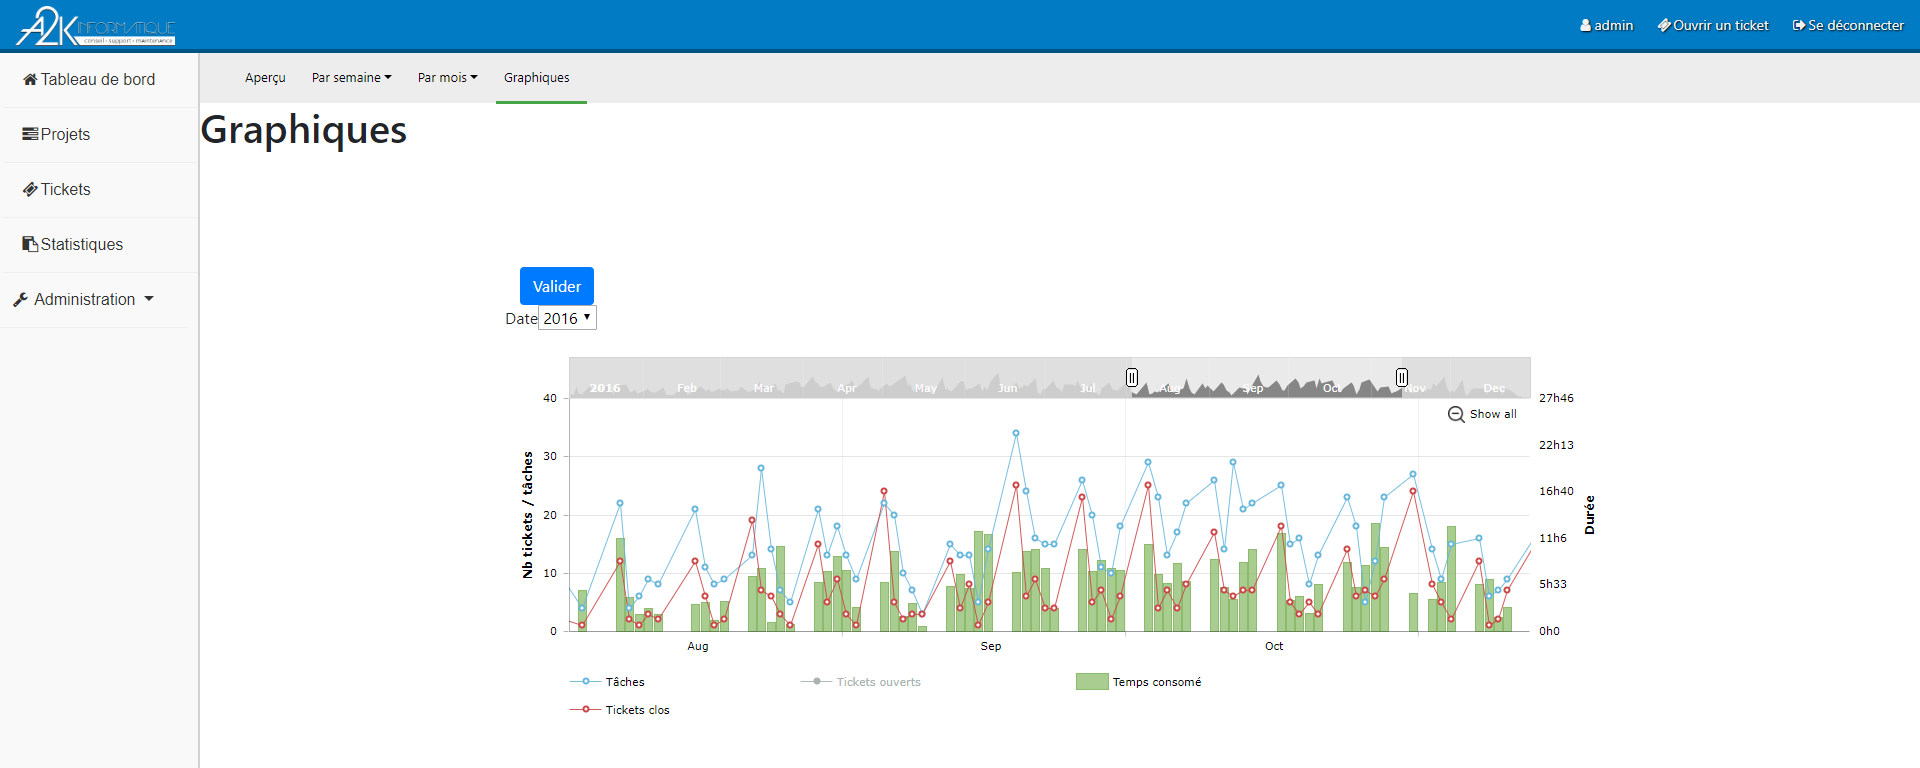 A2K INFORMATIQUE
conseil - support - maintenance
admin
Ouvrir un ticket
Se déconnecter
Tableau de bord
Projets
Tickets
Statistiques
Administration
Aperçu
Par semaine
Par mois
Graphiques
Graphiques
Valider
Date 2016
2016 Feb Mar Apr May Jun Jul Aug Sep Oct Nov Dec
Show all
40
30
20
10
0
Nb tickets / tâches
27h46
22h13
16h40
11h6
5h33
0h0
Durée
Aug Sep Oct
Tâches
Tickets ouverts
Temps consomé
Tickets clos